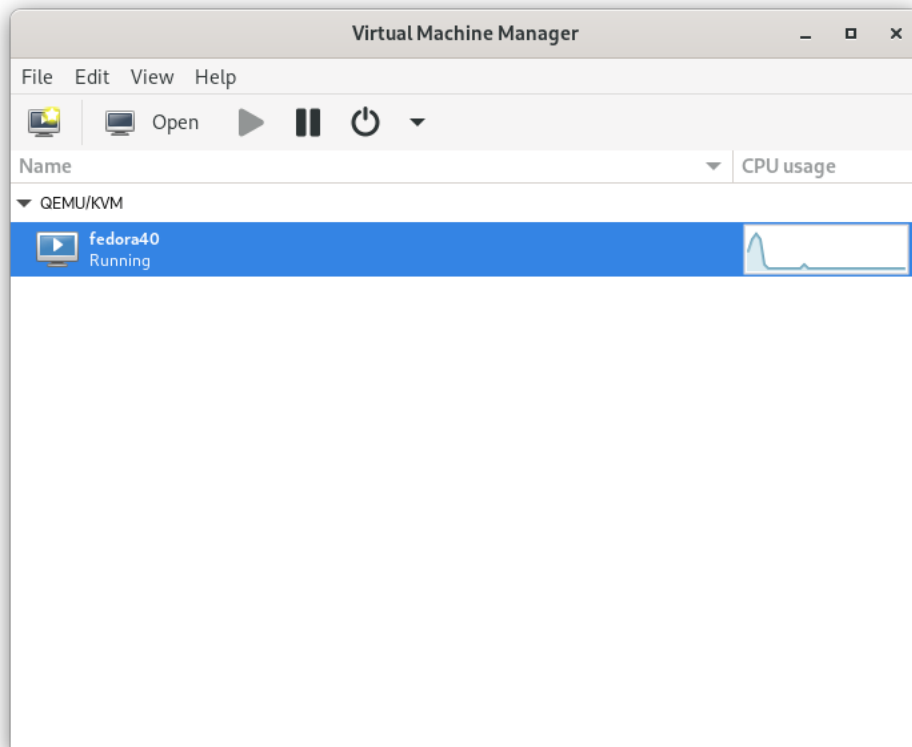 Virtual Machine Manager
File Edit View Help
Open
Name CPU usage
QEMU/KVM
fedora40
Running